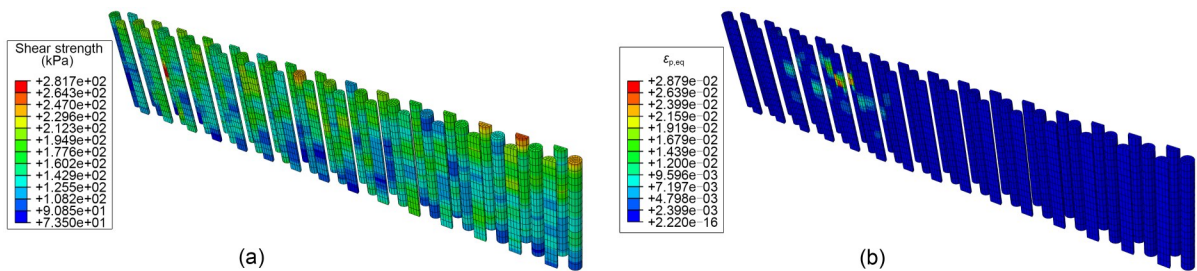 Shear strength
(kPa)
+2.817e+02
+2.643e+02
+2.470e+02
+2.296e+02
+2.123e+02
+1.949e+02
+1.776e+02
+1.602e+02
+1.429e+02
+1.255e+02
+1.082e+02
+9.085e+01
+7.350e+01
(a)
εp,eq
+2.879e-02
+2.639e-02
+2.399e-02
+2.159e-02
+1.919e-02
+1.679e-02
+1.439e-02
+1.200e-02
+9.596e-03
+7.197e-03
+4.798e-03
+2.399e-03
+2.220e-16
(b)